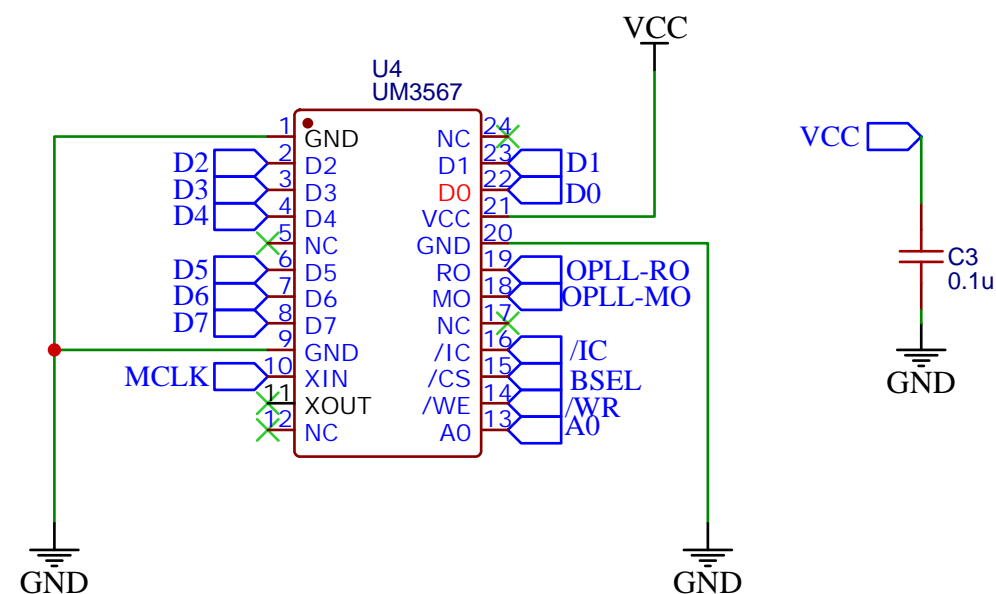 VCC
U4
UM3567
1 GND NC 24
D2 2 D2 D1 23 D1
D3 3 D3 D0 22 D0
D4 4 D4 VCC 21
5 NC GND 20
D5 6 D5 RO 19 OPLL-RO
D6 7 D6 MO 18 OPLL-MO
D7 8 D7 NC 17
9 GND /IC 16 /IC
MCLK 10 XIN /CS 15 BSEL
11 XOUT /WE 14 /WR
12 NC A0 13 A0
GND
GND
VCC
C3
0.1u
GND